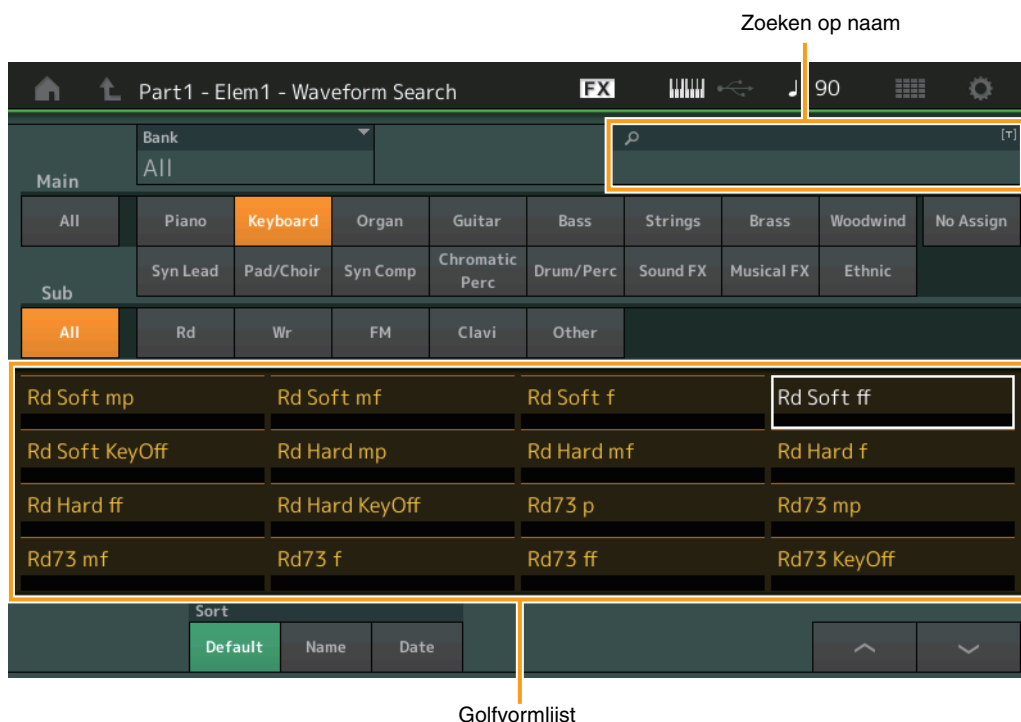 Zoeken op naam
Part1 - Elem1 - Waveform Search FX ♩ 90
Bank
All
[T]
Main
All Piano Keyboard Organ Guitar Bass Strings Brass Woodwind No Assign
Syn Lead Pad/Choir Syn Comp Chromatic Perc Drum/Perc Sound FX Musical FX Ethnic
Sub
All Rd Wr FM Clavi Other
Rd Soft mp Rd Soft mf Rd Soft f Rd Soft ff
Rd Soft KeyOff Rd Hard mp Rd Hard mf Rd Hard f
Rd Hard ff Rd Hard KeyOff Rd73 p Rd73 mp
Rd73 mf Rd73 f Rd73 ff Rd73 KeyOff
Sort
Default Name Date
Golfvormlijst